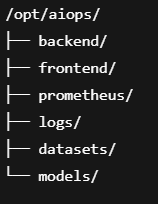 /opt/aiops/
├── backend/
├── frontend/
├── prometheus/
├── logs/
├── datasets/
└── models/